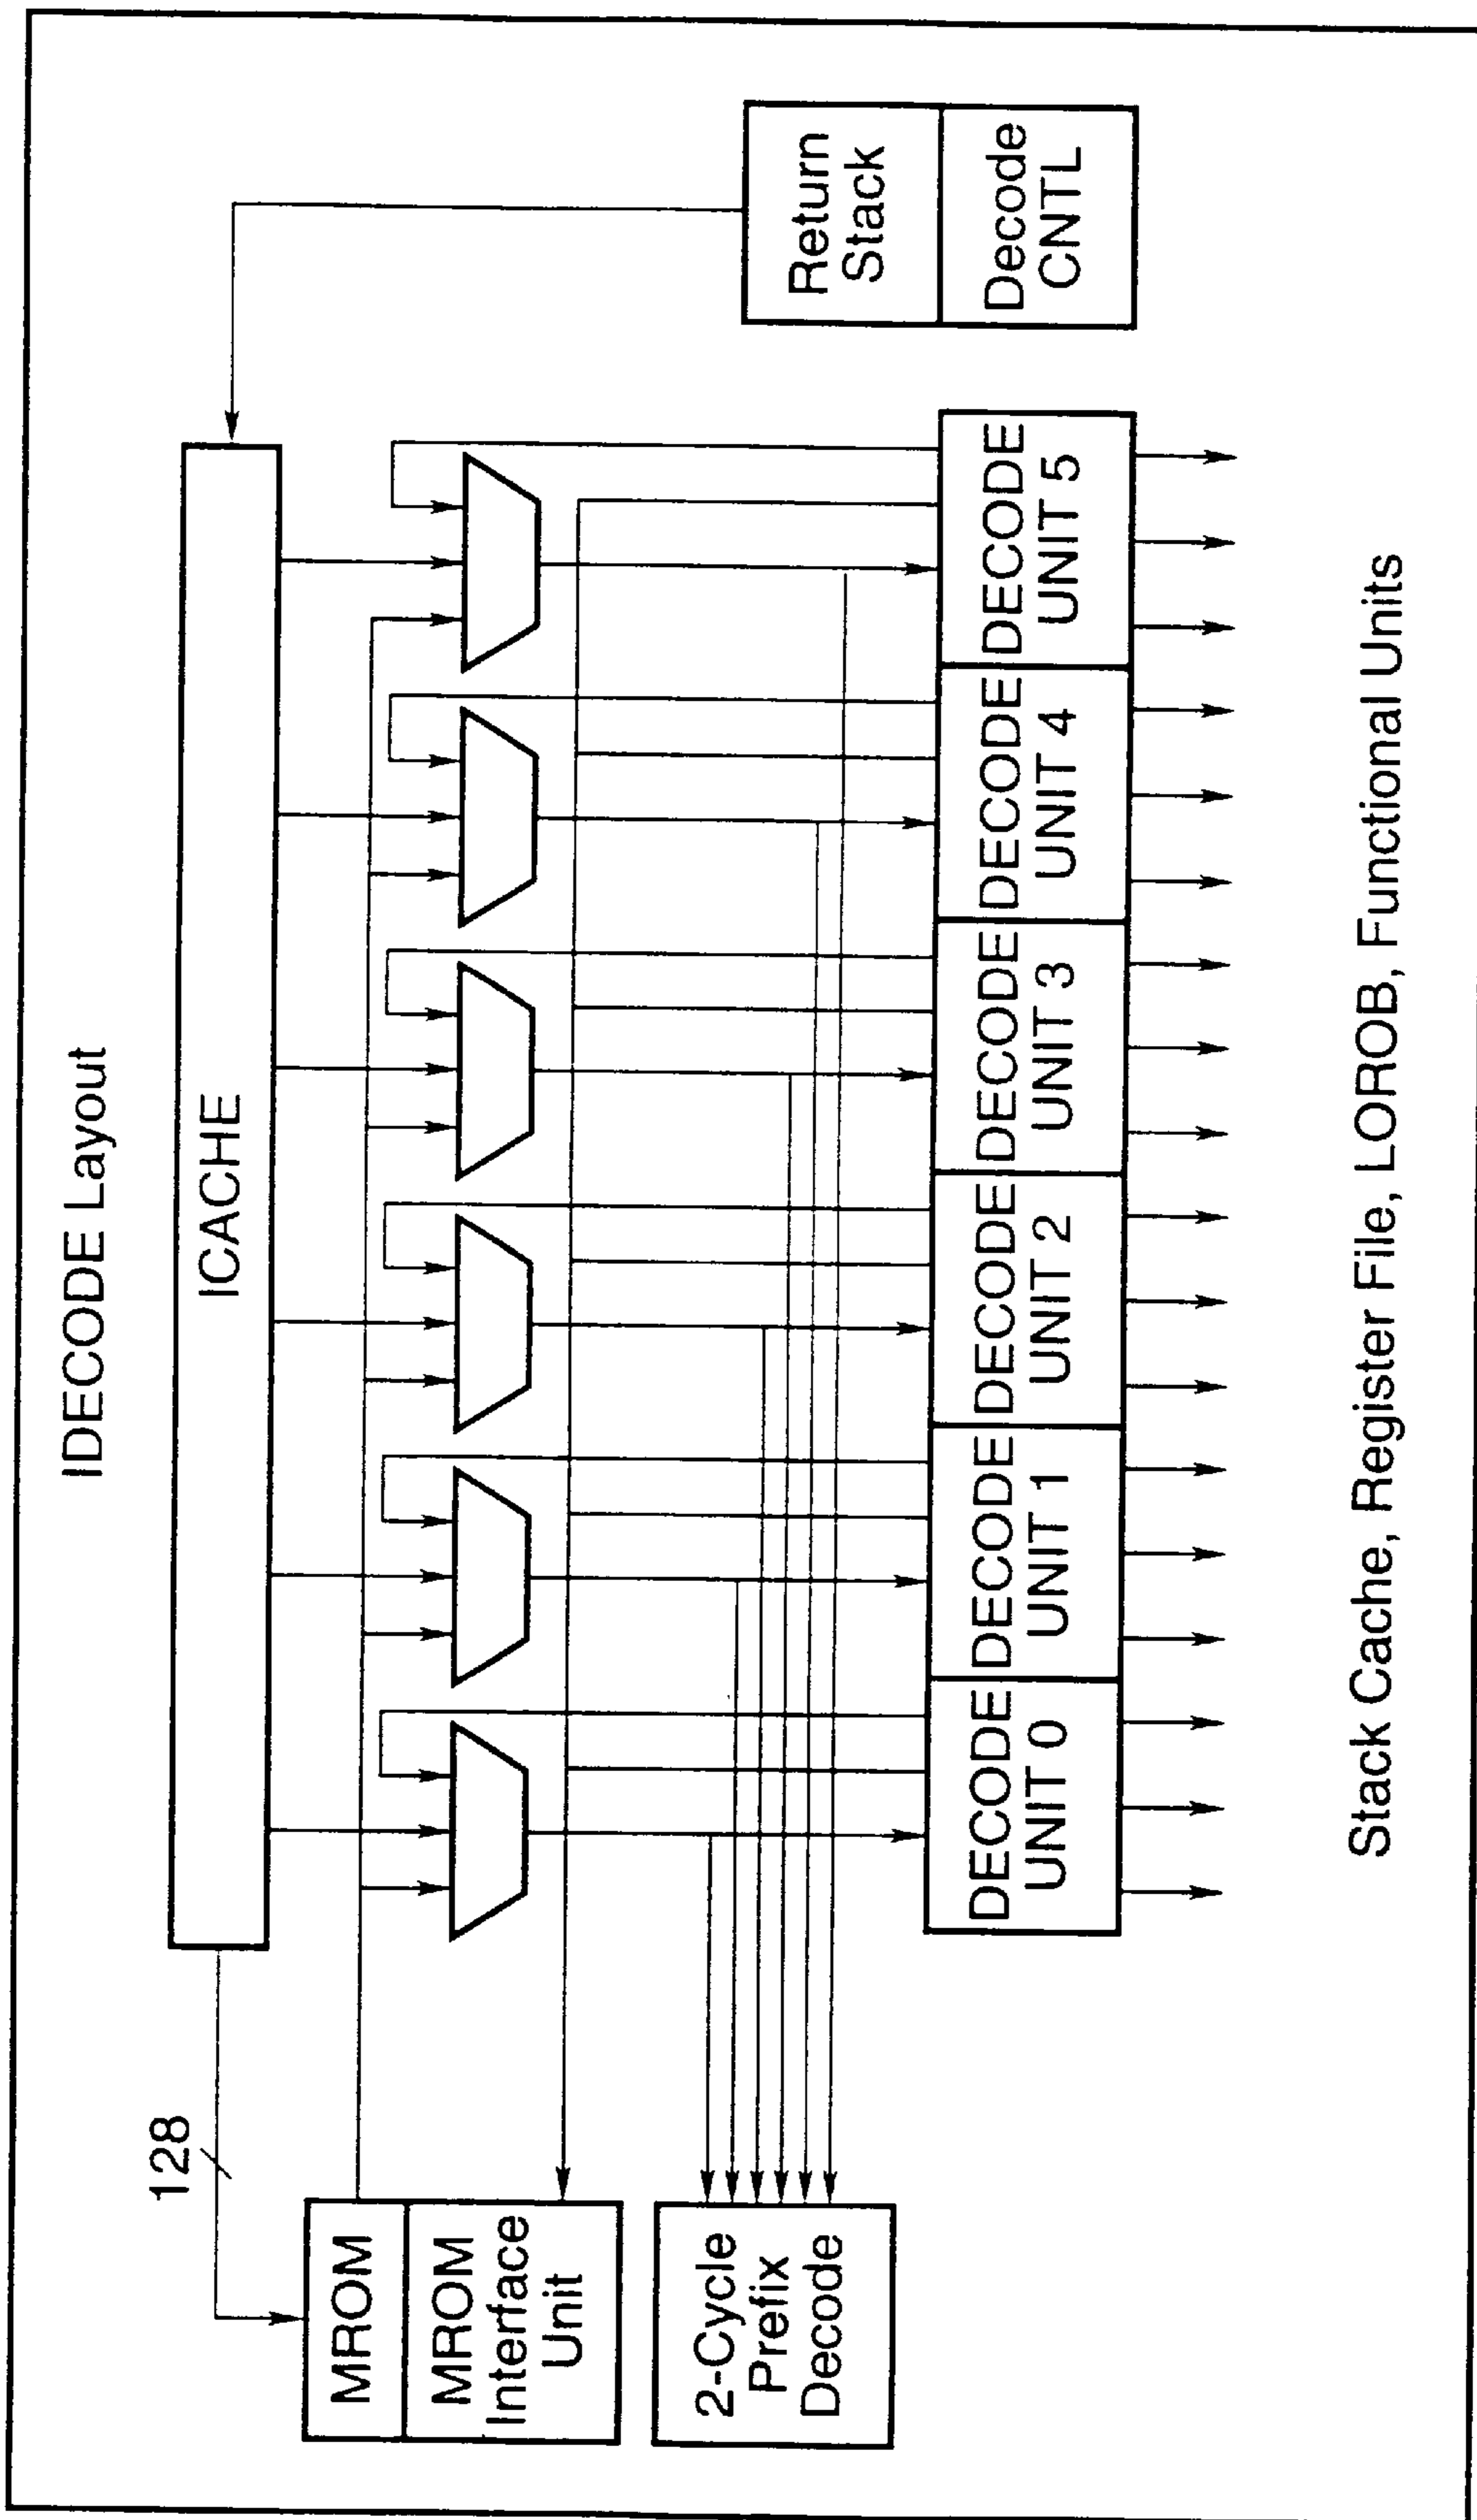 IDECODE Layout
ICACHE
128
MROM
MROM
Interface
Unit
2-Cycle
Prefix
Decode
Return
Stack
Decode
CNTL
DECODE
UNIT 0
DECODE
UNIT 1
DECODE
UNIT 2
DECODE
UNIT 3
DECODE
UNIT 4
DECODE
UNIT 5
Stack Cache, Register File, LOROB, Functional Units